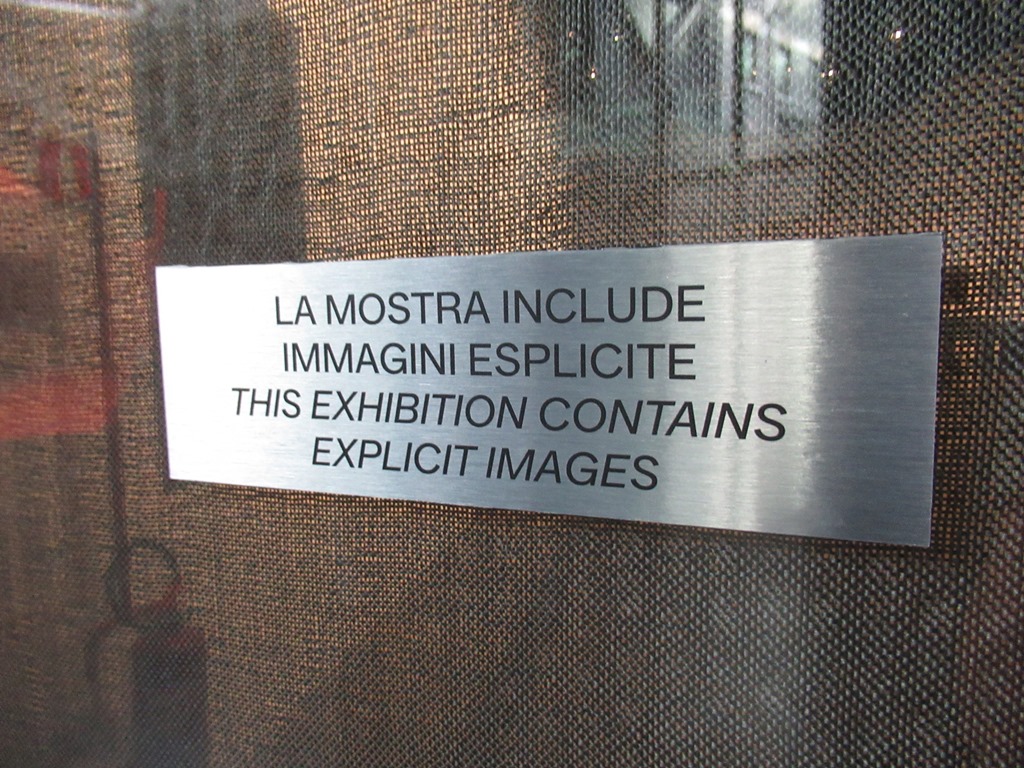 LA MOSTRA INCLUDE
IMMAGINI ESPLICITE
THIS EXHIBITION CONTAINS
EXPLICIT IMAGES